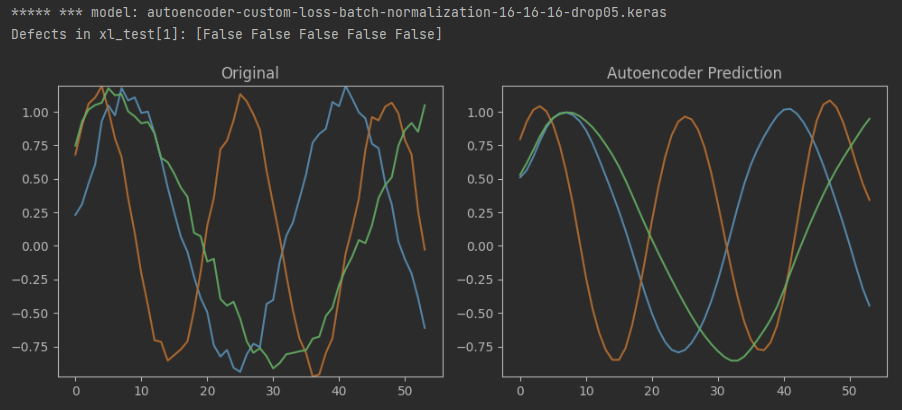 ***** *** model: autoencoder-custom-loss-batch-normalization-16-16-16-drop05.keras
Defects in xl_test[1]: [False False False False False]
Original
Autoencoder Prediction
1.00
0.75
0.50
0.25
0.00
−0.25
−0.50
−0.75
0 10 20 30 40 50
1.00
0.75
0.50
0.25
0.00
−0.25
−0.50
−0.75
0 10 20 30 40 50